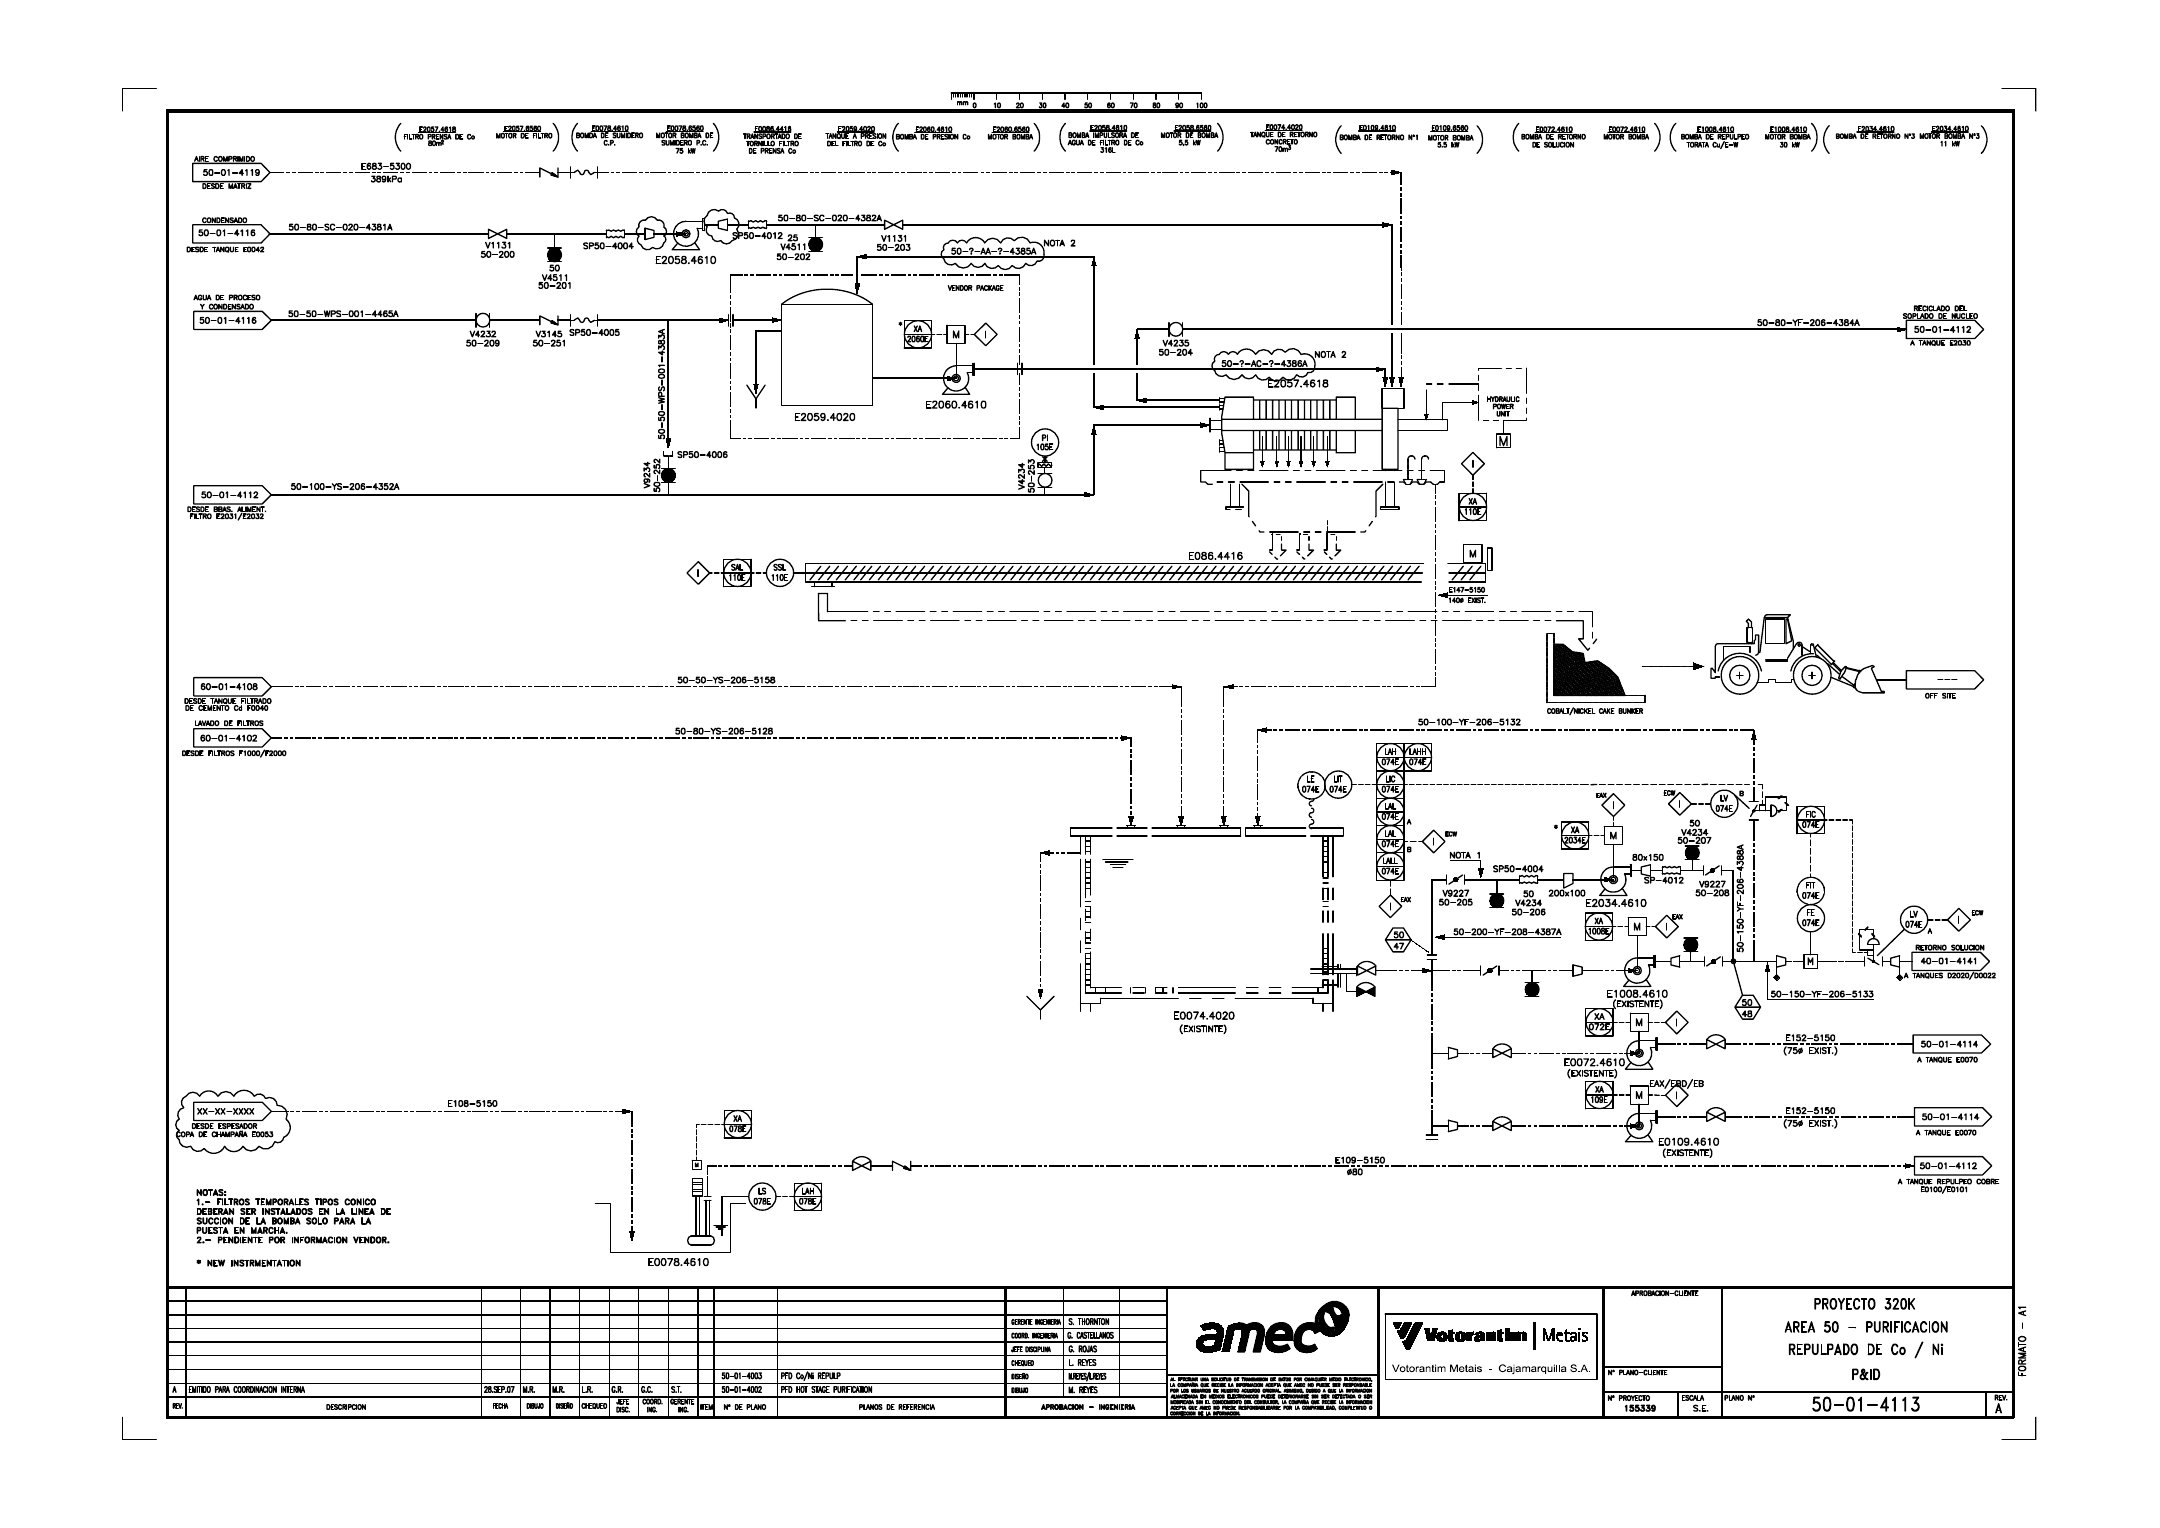 mm 0 10 20 30 40 50 60 70 80 90 100
E2057.4618
FILTRO PRENSA DE Co
80m²
E2057.6560
MOTOR DE FILTRO
E0078.4610
BOMDA DE SUMIDERO
C.P.
E0078.6560
MOTOR BOMBA DE
SUMIDERO P.C.
75 kW
E0086.4416
TRANSPORTADO DE
TORNILLO FILTRO
DE PRENSA Co
E2059.4020
TANQUE A PRESION
DEL FILTRO DE Co
E2060.4610
BOMBA DE PRESION Co
E2060.6560
MOTOR BOMBA
E2058.4610
BOMBA IMPULSORA DE
AGUA DE FILTRO DE Co
316L
E2058.6560
MOTOR DE BOMBA
5,5 kW
E0074.4020
TANQUE DE RETORNO
CONCRETO
70m³
E0109.4610
BOMBA DE RETORNO N°1
E0109.6560
MOTOR BOMBA
5.5 kW
E0072.4610
BOMBA DE RETORNO
DE SOLUCION
E0072.4610
MOTOR BOMBA
E1008.4610
BOMBA DE REPULPEO
TORATA Cu/E-W
E1008.4610
MOTOR BOMBA
30 kW
E2034.4610
BOMBA DE RETORNO N°3
E2034.4610
MOTOR BOMBA N°3
11 kW
AIRE COMPRIMIDO
50-01-4119
DESDE MATRIZ
E683-5300
389kPa
CONDENSADO
50-01-4116
DESDE TANQUE E0042
50-80-SC-020-4381A
V1131
50-200
50
V4511
50-201
SP50-4004
E2058.4610
SP50-4012
25
V4511
50-202
50-80-SC-020-4382A
V1131
50-203
50-?-AA-?-4385A
NOTA 2
VENDOR PACKAGE
AGUA DE PROCESO
Y CONDENSADO
50-01-4116
50-50-WPS-001-4465A
V4232
50-209
V3145
50-251
SP50-4005
50-50-WPS-001-4383A
* XA
2060E
M
I
E2059.4020
E2060.4610
V4235
50-204
50-80-YF-206-4384A
RECICLADO DEL
SOPLADO DE NUCLEO
50-01-4112
A TANQUE E2030
50-?-AC-?-4386A
NOTA 2
E2057.4618
HYDRAULIC
POWER
UNIT
M
SP50-4006
V9234
50-252
PI
105E
V4234
50-253
50-01-4112
DESDE BBAS. ALIMENT.
FILTRO E2031/E2032
50-100-YS-206-4352A
I
XA
110E
I
SAL
110E
SSL
110E
E086.4416
M
E147-5150
140ø EXIST.
COBALT/NICKEL CAKE BUNKER
---
OFF SITE
60-01-4108
DESDE TANQUE FILTRADO
DE CEMENTO Cd F0040
50-50-YS-206-5158
LAVADO DE FILTROS
60-01-4102
DESDE FILTROS F1000/F2000
50-80-YS-206-5128
50-100-YF-206-5132
LE
074E
LIT
074E
LAH
074E
LAHH
074E
LIC
074E
LAL
074E
A
LAL
074E
B
LALL
074E
I ECW
I EAX
NOTA 1
V9227
50-205
SP50-4004
50
V4234
50-206
200x100
* XA
2034E
M
EAX I
E2034.4610
80x150
SP-4012
50
V4234
50-207
V9227
50-208
ECW I
LV
074E
B
50-150-YF-206-4388A
FIC
074E
FIT
074E
FE
074E
M
LV
074E
A
I ECW
RETORNO SOLUCION
40-01-4141
A TANQUES D2020/D0022
50-150-YF-206-5133
50
47
50-200-YF-208-4387A
XA
1008E
M
I EAX
E1008.4610
(EXISTENTE)
50
48
E0074.4020
(EXISTINTE)
XA
072E
M
I
E0072.4610
(EXISTENTE)
E152-5150
(75ø EXIST.)
50-01-4114
A TANQUE E0070
XA
109E
M
I
EAX/EBD/EB
E0109.4610
(EXISTENTE)
E152-5150
(75ø EXIST.)
50-01-4114
A TANQUE E0070
XX-XX-XXXX
DESDE ESPESADOR
COPA DE CHAMPAÑA E0053
E108-5150
XA
078E
M
LS
078E
LAH
078E
E0078.4610
E109-5150
ø80
50-01-4112
A TANQUE REPULPEO COBRE
E0100/E0101
NOTAS:
1.- FILTROS TEMPORALES TIPOS CONICO
DEBERAN SER INSTALADOS EN LA LINEA DE
SUCCION DE LA BOMBA SOLO PARA LA
PUESTA EN MARCHA.
2.- PENDIENTE POR INFORMACION VENDOR.
* NEW INSTRMENTATION
A EMITIDO PARA COORDINACION INTERNA 28.SEP.07 M.R. M.R. L.R. G.R. G.C. S.T.
REV. DESCRIPCION FECHA DIBUJO DISEÑO CHEQUEO JEFE DISC. COORD. ING. GERENTE ING. ITEM
50-01-4003 PFD Co/Ni REPULP
50-01-4002 PFD HOT STAGE PURIFICATION
N° DE PLANO PLANOS DE REFERENCIA
GERENTE INGENIERIA S. THORNTON
COORD. INGENIERIA G. CASTELLANOS
JEFE DISCIPLINA G. ROJAS
CHEQUEO L. REYES
DISEÑO M.REYES/L.REYES
DIBUJO M. REYES
APROBACION - INGENIERIA
amec
Votorantim | Metais
Votorantim Metais - Cajamarquilla S.A.
APROBACION-CLIENTE
N° PLANO-CLIENTE
N° PROYECTO
155339
ESCALA
S.E.
PROYECTO 320K
AREA 50 - PURIFICACION
REPULPADO DE Co / Ni
P&ID
PLANO N°
50-01-4113
REV.
A
FORMATO - A1